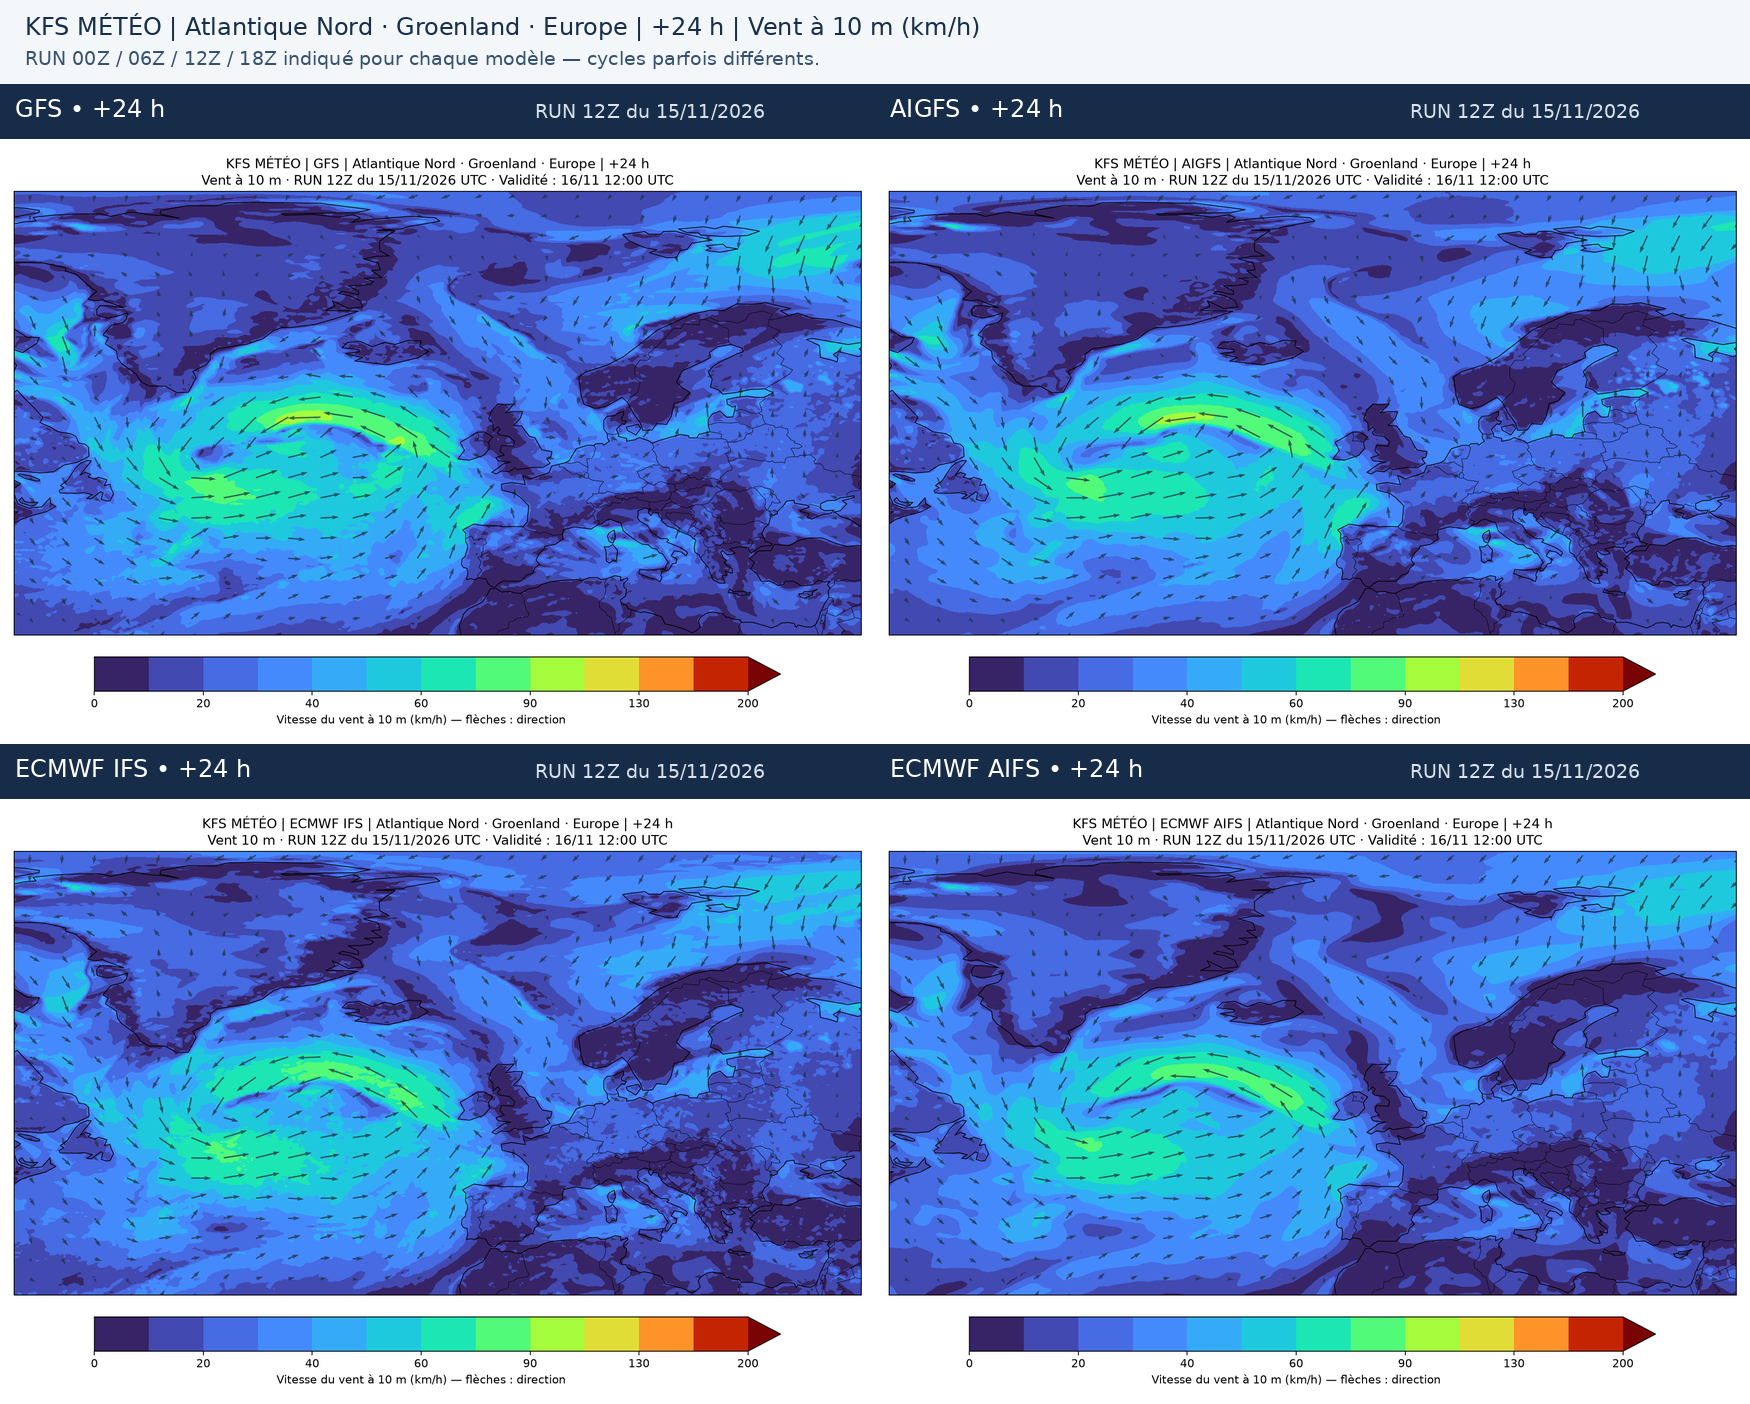 KFS MÉTÉO | Atlantique Nord · Groenland · Europe | +24 h | Vent à 10 m (km/h)
RUN 00Z / 06Z / 12Z / 18Z indiqué pour chaque modèle — cycles parfois différents.
GFS • +24 h
RUN 12Z du 15/11/2026
KFS MÉTÉO | GFS | Atlantique Nord · Groenland · Europe | +24 h
Vent à 10 m · RUN 12Z du 15/11/2026 UTC · Validité : 16/11 12:00 UTC
0 20 40 60 90 130 200
Vitesse du vent à 10 m (km/h) — flèches : direction
AIGFS • +24 h
RUN 12Z du 15/11/2026
KFS MÉTÉO | AIGFS | Atlantique Nord · Groenland · Europe | +24 h
Vent à 10 m · RUN 12Z du 15/11/2026 UTC · Validité : 16/11 12:00 UTC
0 20 40 60 90 130 200
Vitesse du vent à 10 m (km/h) — flèches : direction
ECMWF IFS • +24 h
RUN 12Z du 15/11/2026
KFS MÉTÉO | ECMWF IFS | Atlantique Nord · Groenland · Europe | +24 h
Vent 10 m · RUN 12Z du 15/11/2026 UTC · Validité : 16/11 12:00 UTC
0 20 40 60 90 130 200
Vitesse du vent à 10 m (km/h) — flèches : direction
ECMWF AIFS • +24 h
RUN 12Z du 15/11/2026
KFS MÉTÉO | ECMWF AIFS | Atlantique Nord · Groenland · Europe | +24 h
Vent 10 m · RUN 12Z du 15/11/2026 UTC · Validité : 16/11 12:00 UTC
0 20 40 60 90 130 200
Vitesse du vent à 10 m (km/h) — flèches : direction